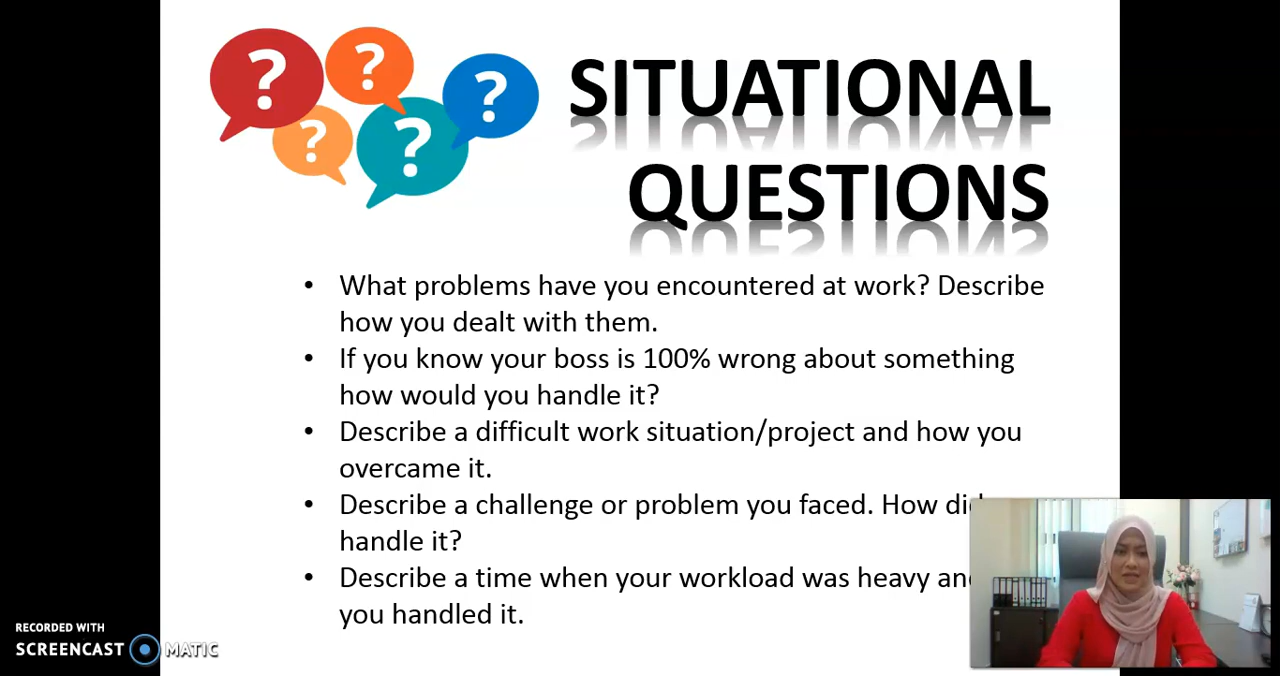 ? ? ? ? ?
SITUATIONAL
QUESTIONS
• What problems have you encountered at work? Describe
how you dealt with them.
• If you know your boss is 100% wrong about something
how would you handle it?
• Describe a difficult work situation/project and how you
overcame it.
• Describe a challenge or problem you faced. How
handle it?
• Describe a time when your workload was heavy
you handled it.
RECORDED WITH
SCREENCAST MATIC